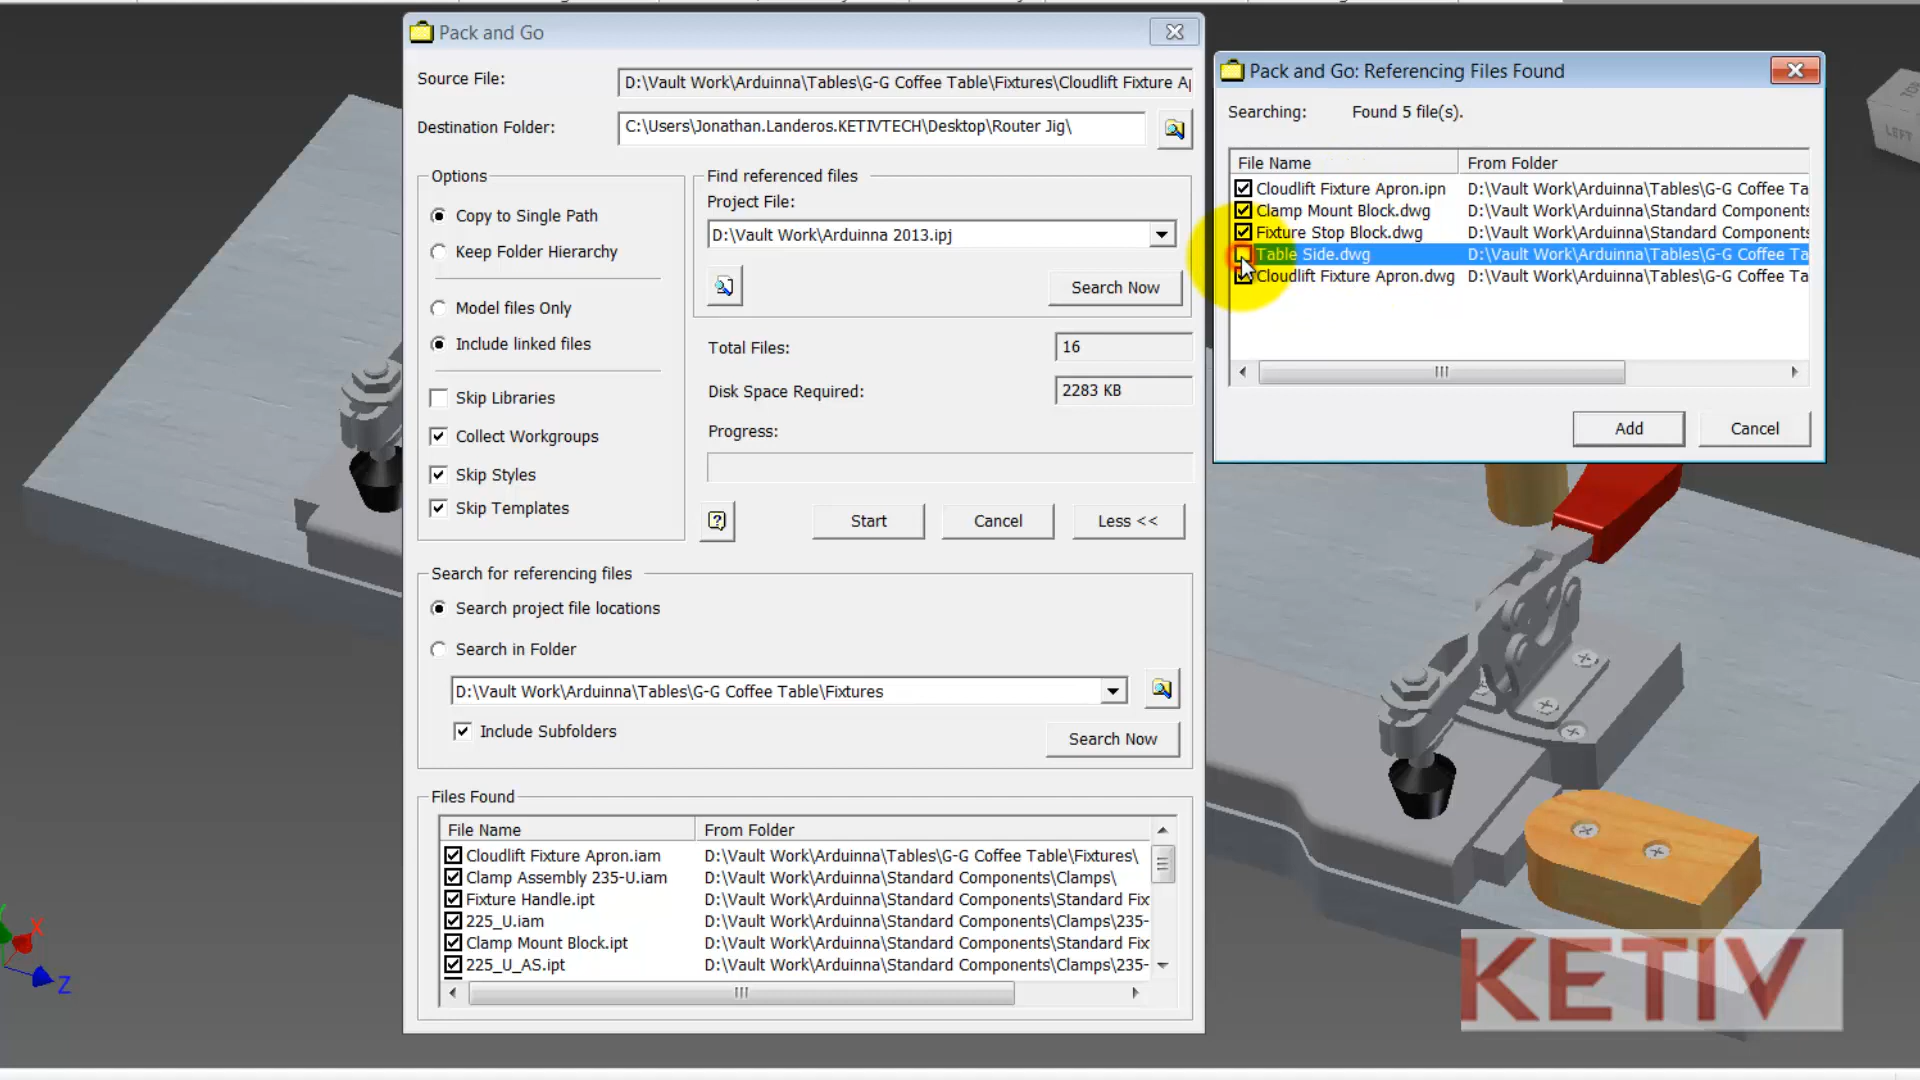 Pack and Go
Source File:
D:\Vault Work\Arduinna\Tables\G-G Coffee Table\Fixtures\Cloudlift Fixture Ap
Destination Folder:
C:\Users\Jonathan.Landeros.KETIVTECH\Desktop\Router Jig\
Options
Copy to Single Path
Keep Folder Hierarchy
Model files Only
Include linked files
Skip Libraries
Collect Workgroups
Skip Styles
Skip Templates
Find referenced files
Project File:
D:\Vault Work\Arduinna 2013.ipj
Search Now
Total Files: 16
Disk Space Required: 2283 KB
Progress:
Start Cancel Less <<
Search for referencing files
Search project file locations
Search in Folder
D:\Vault Work\Arduinna\Tables\G-G Coffee Table\Fixtures
Include Subfolders
Search Now
Files Found
File Name From Folder
Cloudlift Fixture Apron.iam D:\Vault Work\Arduinna\Tables\G-G Coffee Table\Fixtures\
Clamp Assembly 235-U.iam D:\Vault Work\Arduinna\Standard Components\Clamps\
Fixture Handle.ipt D:\Vault Work\Arduinna\Standard Components\Standard Fix
225_U.iam D:\Vault Work\Arduinna\Standard Components\Clamps\235-
Clamp Mount Block.ipt D:\Vault Work\Arduinna\Standard Components\Standard Fix
225_U_AS.ipt D:\Vault Work\Arduinna\Standard Components\Clamps\235-
Pack and Go: Referencing Files Found
Searching: Found 5 file(s).
File Name From Folder
Cloudlift Fixture Apron.ipn D:\Vault Work\Arduinna\Tables\G-G Coffee Ta
Clamp Mount Block.dwg D:\Vault Work\Arduinna\Standard Components
Fixture Stop Block.dwg D:\Vault Work\Arduinna\Standard Components
Table Side.dwg D:\Vault Work\Arduinna\Tables\G-G Coffee Ta
Cloudlift Fixture Apron.dwg D:\Vault Work\Arduinna\Tables\G-G Coffee Ta
Add Cancel
LEFT
X
Z
KETIV